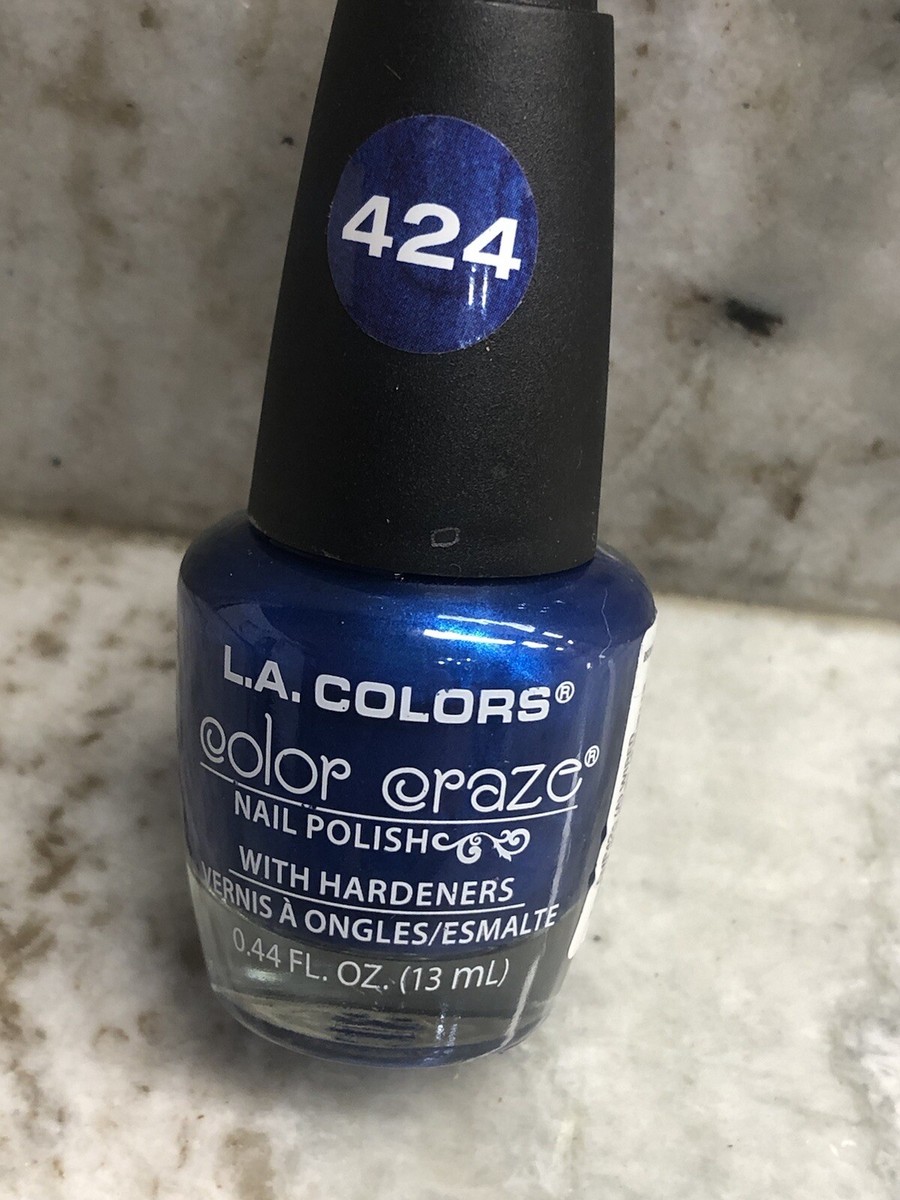 424
L.A. COLORS®
color craze®
NAIL POLISH
WITH HARDENERS
VERNIS À ONGLES/ESMALTE
0.44 FL. OZ. (13 mL)